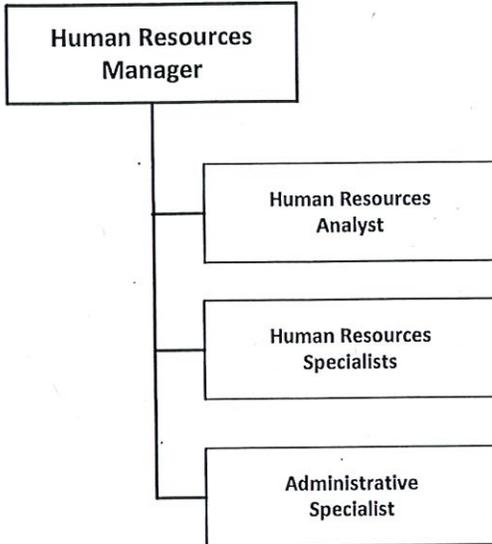 Human Resources
Manager
Human Resources
Analyst
Human Resources
Specialists
Administrative
Specialist